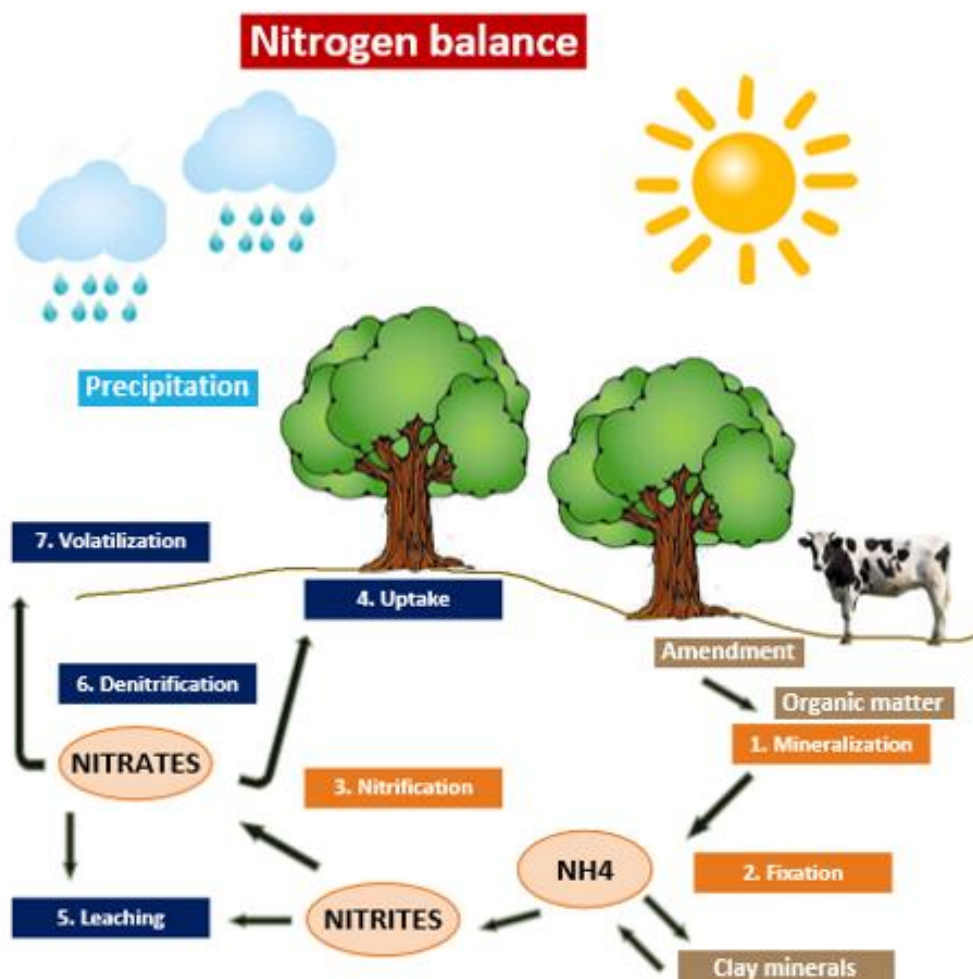 Nitrogen balance
Precipitation
7. Volatilization
4. Uptake
Amendment
6. Denitrification
Organic matter
1. Mineralization
NITRATES
3. Nitrification
NH4
2. Fixation
5. Leaching
NITRITES
Clay minerals